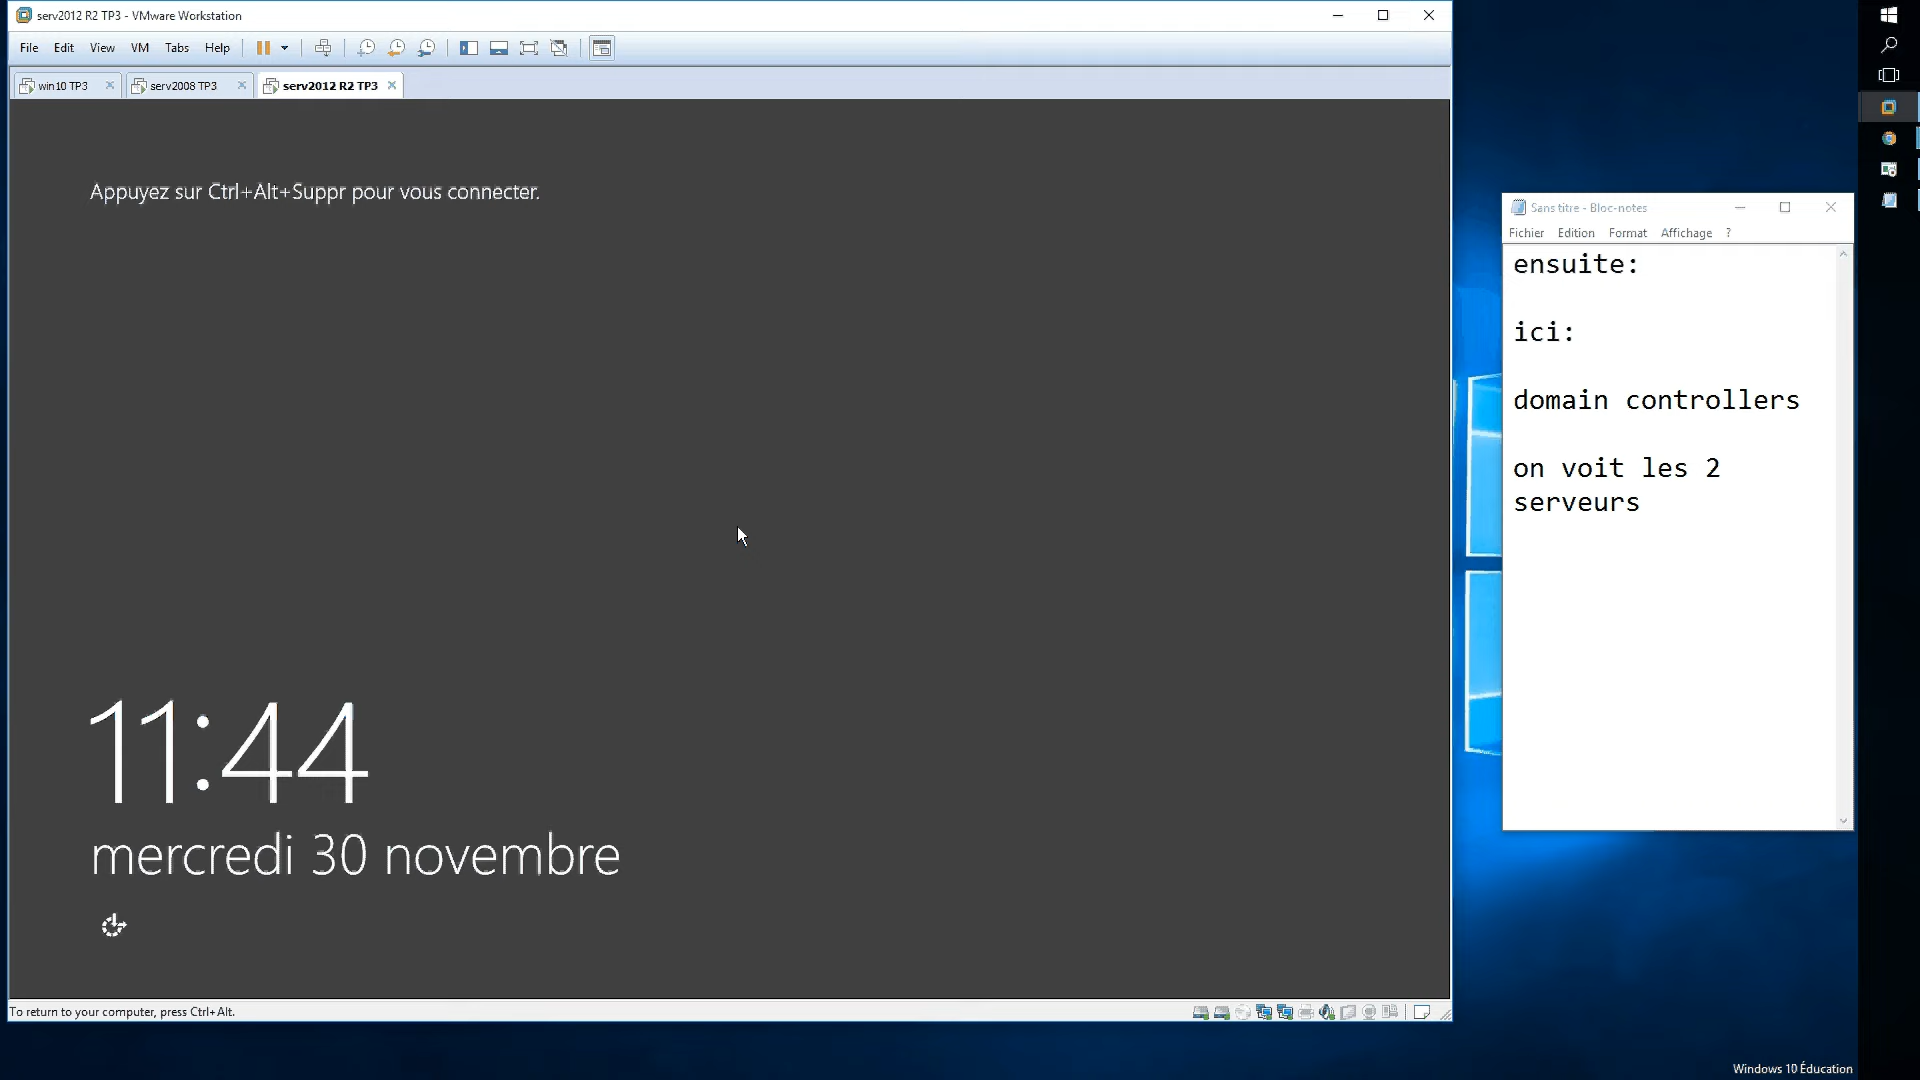 serv2012 R2 TP3 - VMware Workstation
File Edit View VM Tabs Help
win10 TP3 serv2008 TP3 serv2012 R2 TP3
Appuyez sur Ctrl+Alt+Suppr pour vous connecter.
11:44
mercredi 30 novembre
To return to your computer, press Ctrl+Alt.
Sans titre - Bloc-notes
Fichier Edition Format Affichage ?
ensuite:
ici:
domain controllers
on voit les 2
serveurs
Windows 10 Éducation